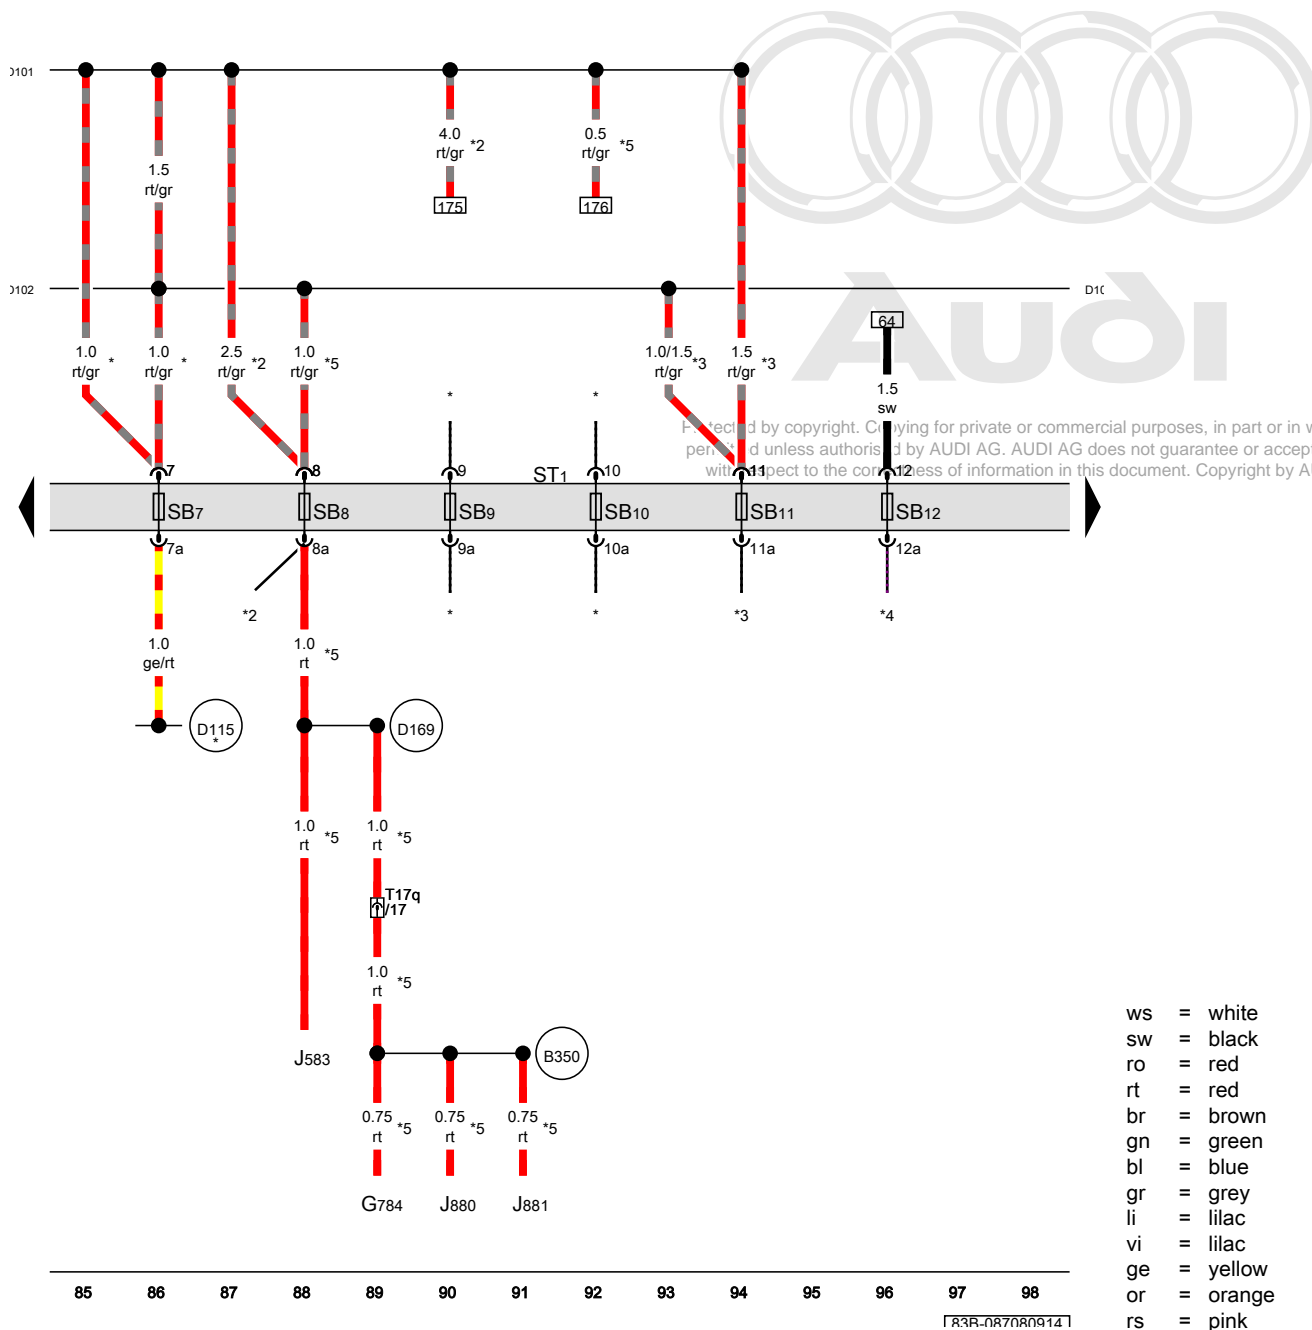 D101
4.0
rt/gr *2
0.5
rt/gr *5
1.5
rt/gr
175
176
D102
64
Audi
1.0
rt/gr *
1.0
rt/gr *
2.5
rt/gr *2
1.0
rt/gr *5
1.0/1.5
rt/gr *3
1.5
rt/gr *3
1.5
sw
* *
by copyright. Copying for private or commercial purposes, in part or in
unless authorised by AUDI AG. AUDI AG does not guarantee or accep
with respect to the correctness of information in this document. Copyright by
7 8 9 ST1 10 11 12
SB7 SB8 SB9 SB10 SB11 SB12
7a 8a 9a 10a 11a 12a
*2 * * *3 *4
1.0
ge/rt
1.0
rt *5
D115
*
D169
1.0
rt *5
1.0
rt *5
T17q
/17
1.0
rt *5
J583
B350
0.75
rt *5
0.75
rt *5
0.75
rt *5
G784 J880 J881
ws = white
sw = black
ro = red
rt = red
br = brown
gn = green
bl = blue
gr = grey
li = lilac
vi = lilac
ge = yellow
or = orange
rs = pink
85 86 87 88 89 90 91 92 93 94 95 96 97 98
83B-087080914